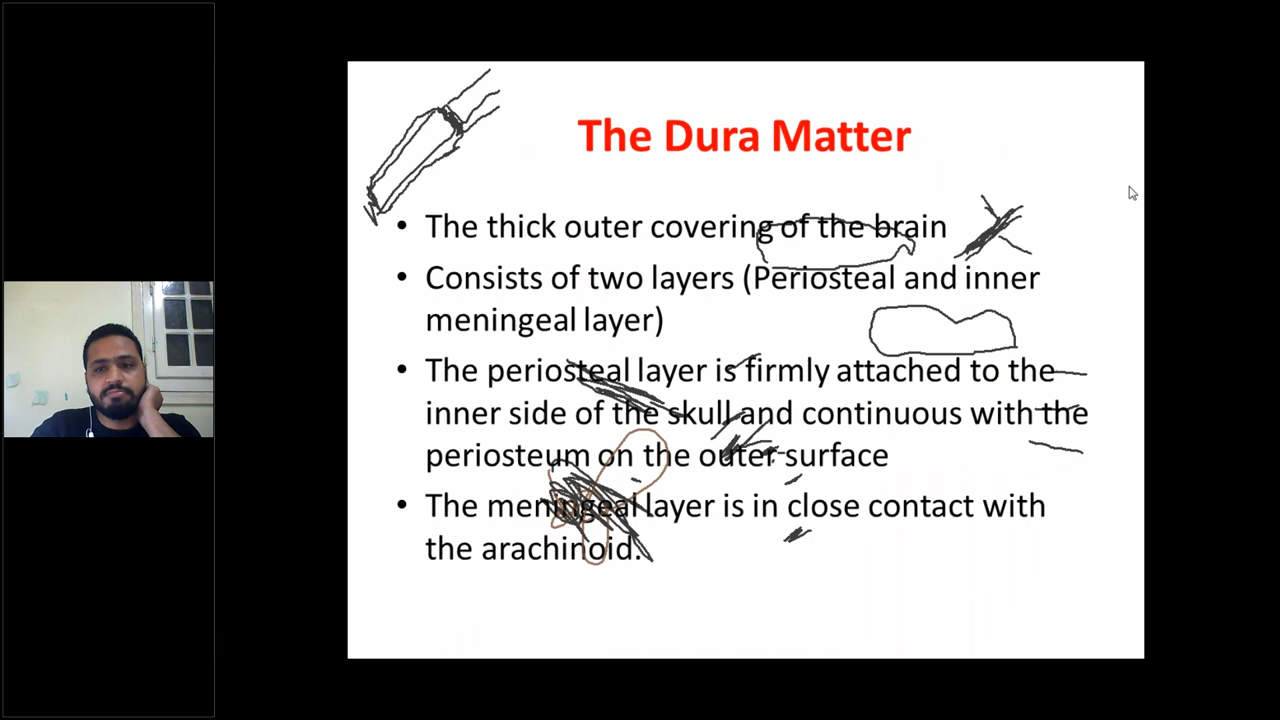 The Dura Matter
• The thick outer covering of the brain
• Consists of two layers (Periosteal and inner
meningeal layer)
• The periosteal layer is firmly attached to the
inner side of the skull and continuous with the
periosteum on the outer surface
• The meningeal layer is in close contact with
the arachinoid.